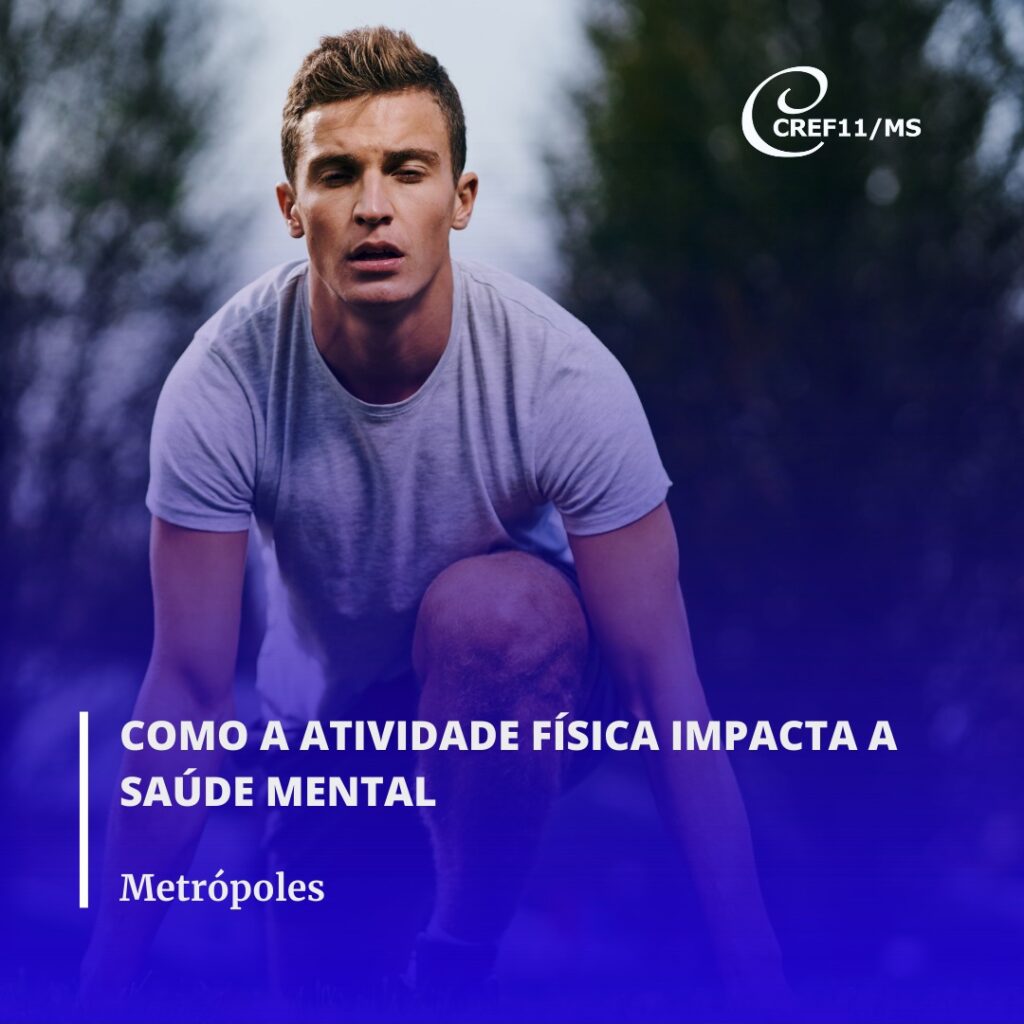 CREF11/MS
COMO A ATIVIDADE FÍSICA IMPACTA A
SAÚDE MENTAL
Metrópoles